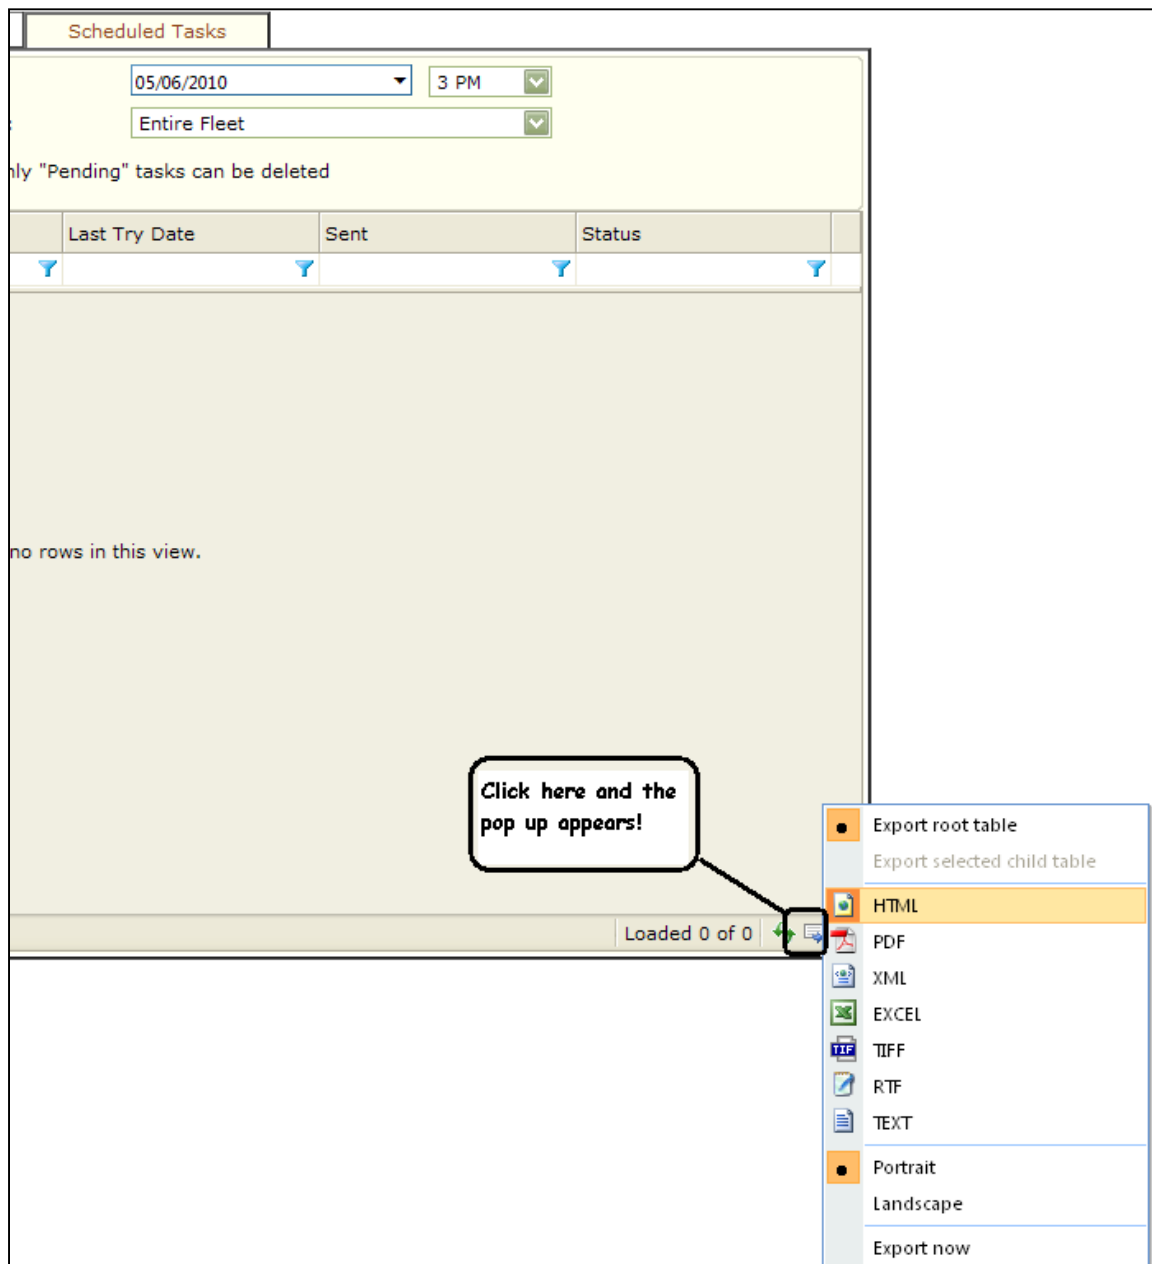 Scheduled Tasks
05/06/2010 3 PM
Entire Fleet
"Pending" tasks can be deleted
Last Try Date Sent Status
no rows in this view.
Click here and the
pop up appears!
Loaded 0 of 0
Export root table
Export selected child table
HTML
PDF
XML
EXCEL
TIF TIFF
RTF
TEXT
Portrait
Landscape
Export now